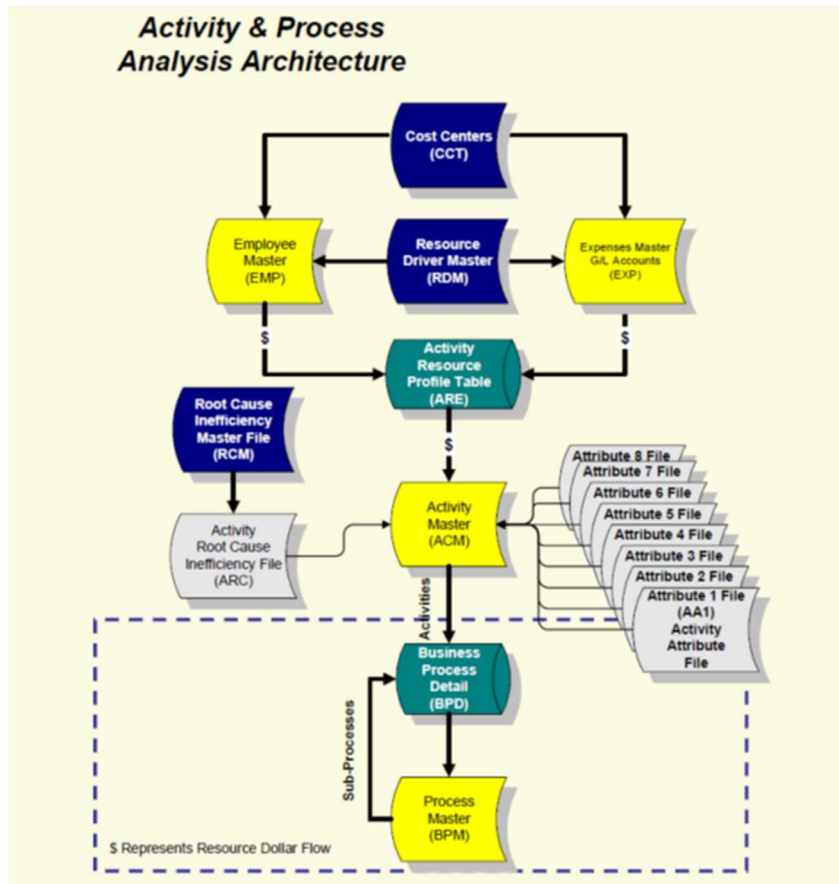 Activity & Process
Analysis Architecture
Cost Centers
(CCT)
Employee
Master
(EMP)
Resource
Driver Master
(RDM)
Expenses Master
G/L Accounts
(EXP)
$
$
Activity
Resource
Profile Table
(ARE)
Root Cause
Inefficiency
Master File
(RCM)
$
Attribute 8 File
Attribute 7 File
Attribute 6 File
Attribute 5 File
Attribute 4 File
Attribute 3 File
Attribute 2 File
Attribute 1 File
(AA1)
Activity
Attribute
File
Activity
Master
(ACM)
Activity
Root Cause
Inefficiency File
(ARC)
Activities
Business
Process
Detail
(BPD)
Sub-Processes
Process
Master
(BPM)
$ Represents Resource Dollar Flow